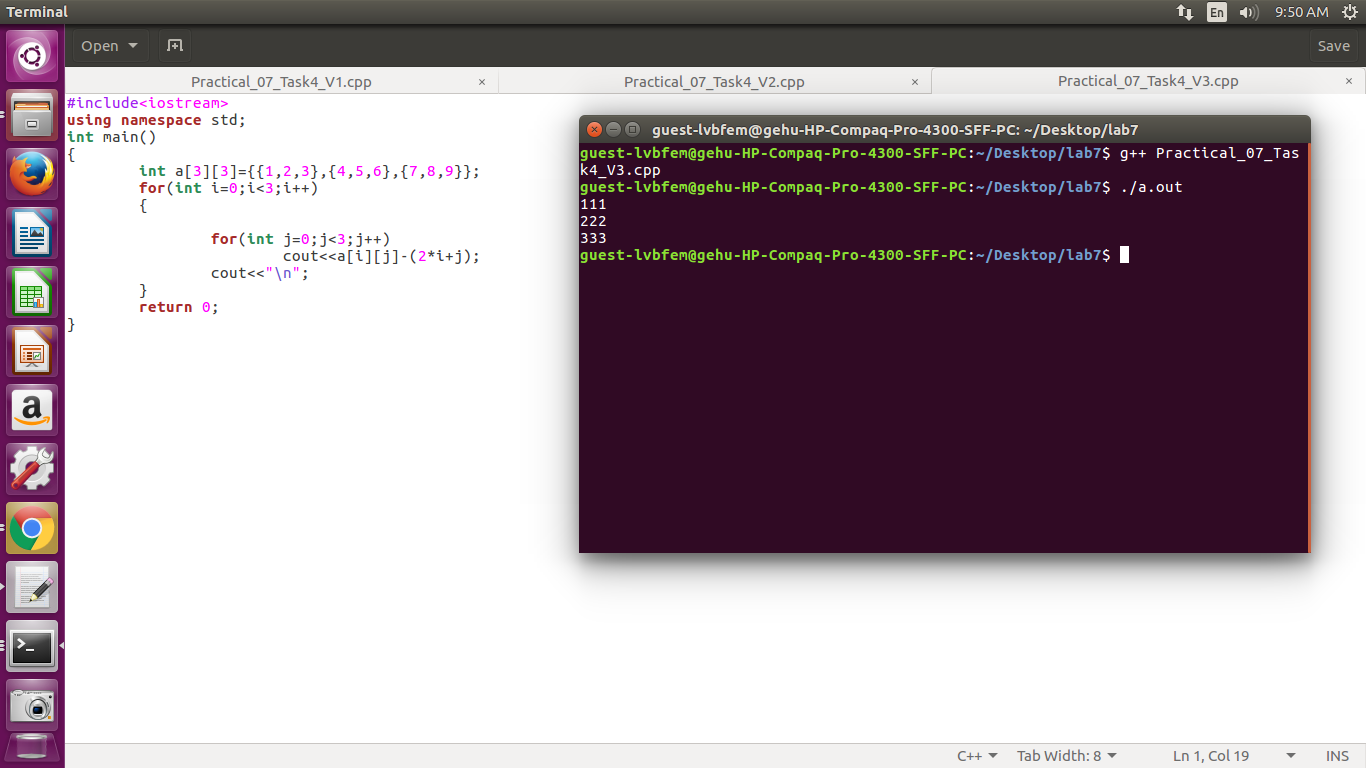 Terminal
En
9:50 AM
Open
Save
Practical_07_Task4_V1.cpp ×
Practical_07_Task4_V2.cpp ×
Practical_07_Task4_V3.cpp ×
#include<iostream>
using namespace std;
int main()
{
int a[3][3]={{1,2,3},{4,5,6},{7,8,9}};
for(int i=0;i<3;i++)
{
for(int j=0;j<3;j++)
cout<<a[i][j]-(2*i+j);
cout<<"\n";
}
return 0;
}
guest-lvbfem@gehu-HP-Compaq-Pro-4300-SFF-PC: ~/Desktop/lab7
guest-lvbfem@gehu-HP-Compaq-Pro-4300-SFF-PC:~/Desktop/lab7$ g++ Practical_07_Tas
k4_V3.cpp
guest-lvbfem@gehu-HP-Compaq-Pro-4300-SFF-PC:~/Desktop/lab7$ ./a.out
111
222
333
guest-lvbfem@gehu-HP-Compaq-Pro-4300-SFF-PC:~/Desktop/lab7$
a
>_
C++
Tab Width: 8
Ln 1, Col 19
INS